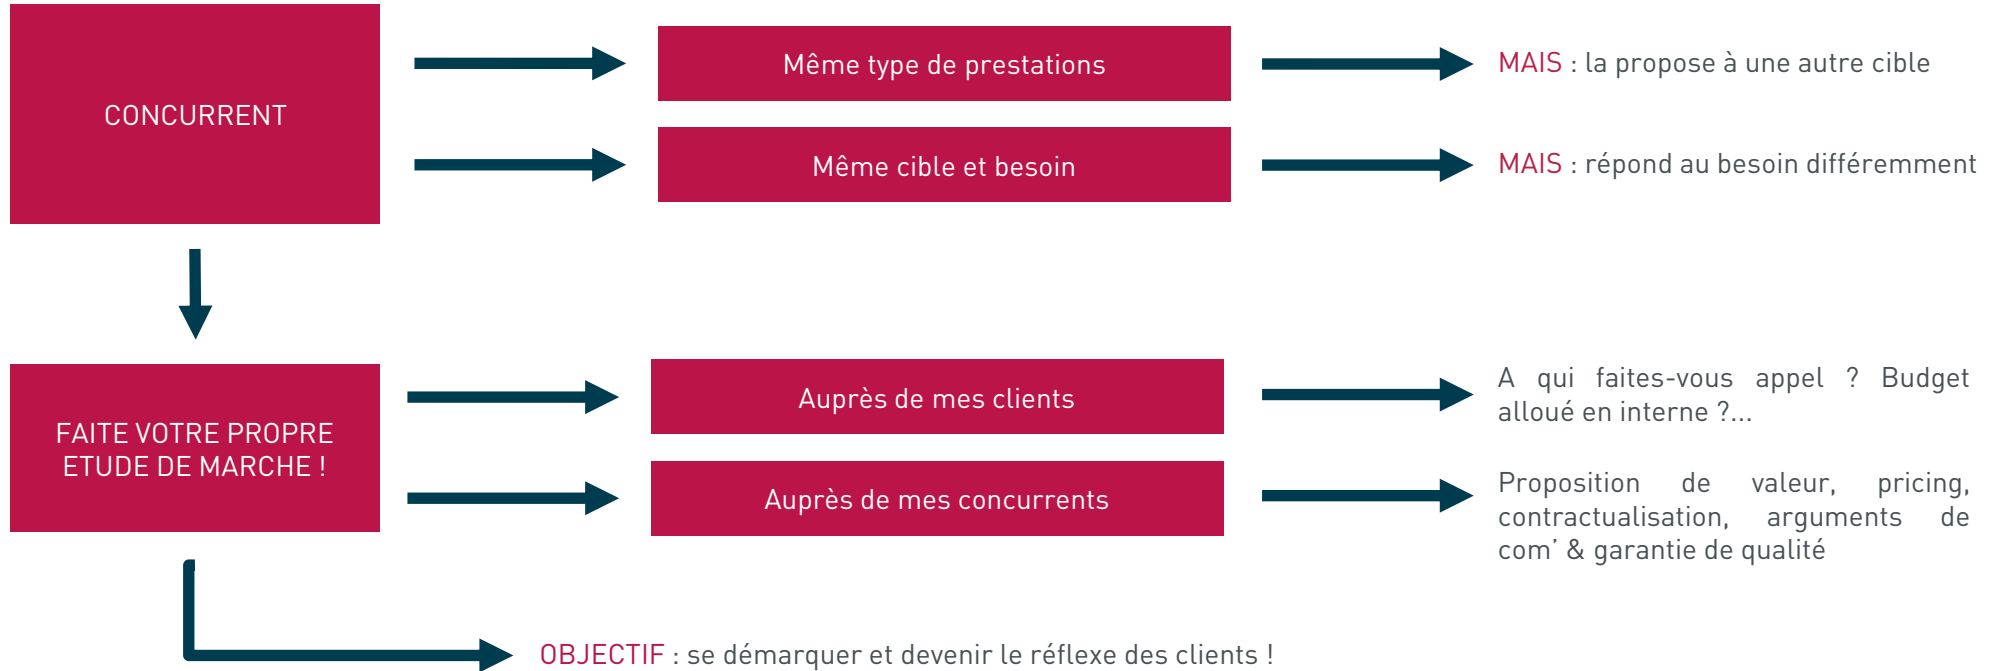 CONCURRENT
Même type de prestations
MAIS : la propose à une autre cible
Même cible et besoin
MAIS : répond au besoin différemment
FAITE VOTRE PROPRE
ETUDE DE MARCHE !
Auprès de mes clients
A qui faites-vous appel ? Budget
alloué en interne ?...
Auprès de mes concurrents
Proposition de valeur, pricing,
contractualisation, arguments de
com’ & garantie de qualité
OBJECTIF : se démarquer et devenir le réflexe des clients !